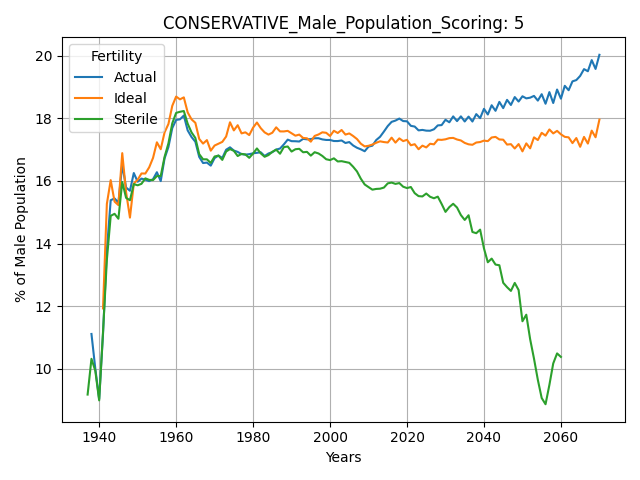 CONSERVATIVE_Male_Population_Scoring: 5
Fertility
Actual
Ideal
Sterile
% of Male Population
20
18
16
14
12
10
1940 1960 1980 2000 2020 2040 2060
Years